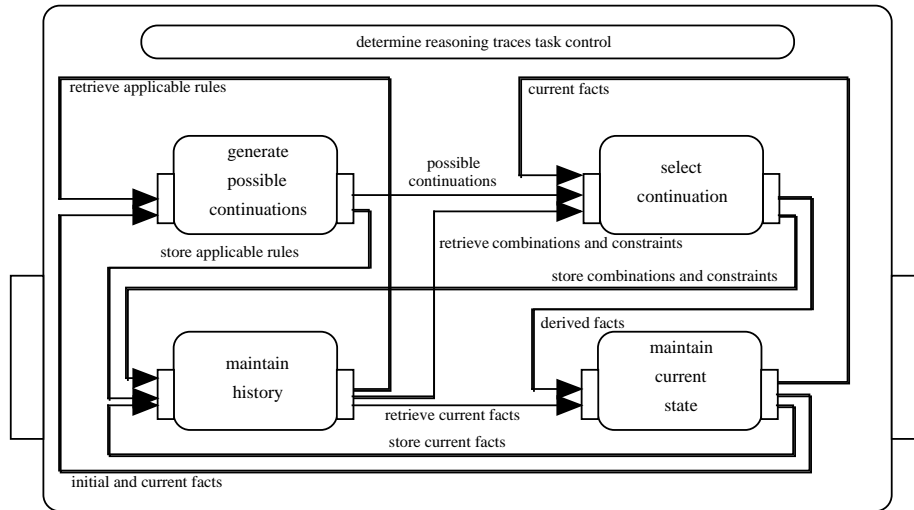 determine reasoning traces task control
retrieve applicable rules
current facts
generate
possible
continuations
possible
continuations
select
continuation
retrieve combinations and constraints
store applicable rules
store combinations and constraints
derived facts
maintain
history
maintain
current
state
retrieve current facts
store current facts
initial and current facts